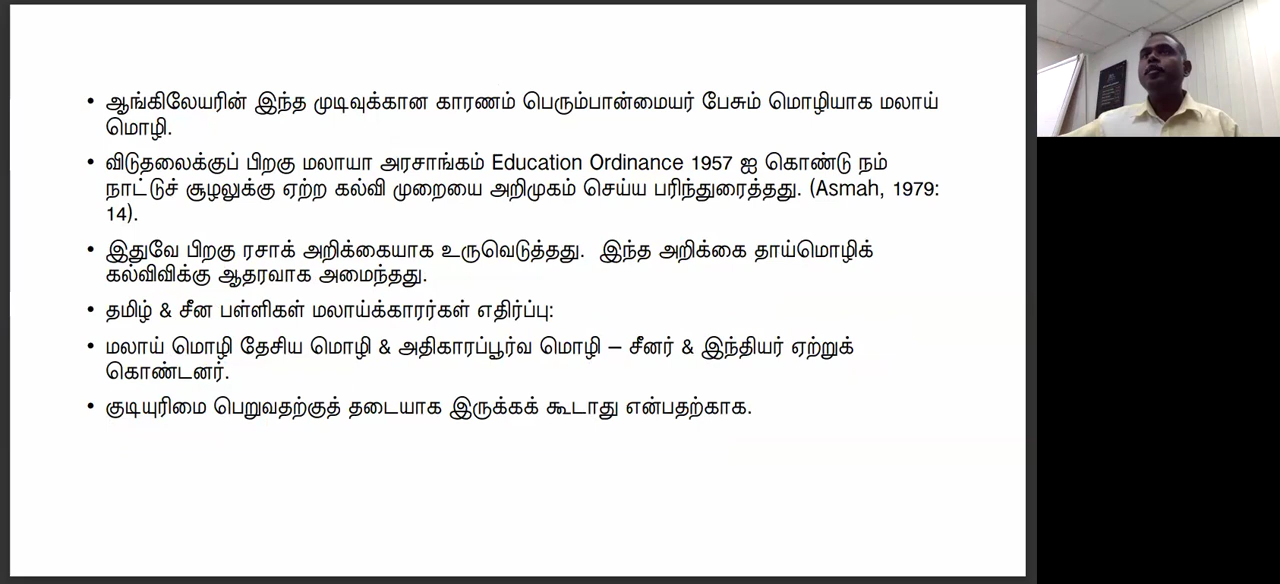 • ஆங்கிலேயரின் இந்த முடிவுக்கான காரணம் பெரும்பான்மையர் பேசும் மொழியாக மலாய்
மொழி.
• விடுதலைக்குப் பிறகு மலாயா அரசாங்கம் Education Ordinance 1957 ஐ கொண்டு நம்
நாட்டுச் சூழலுக்கு ஏற்ற கல்வி முறையை அறிமுகம் செய்ய பரிந்துரைத்தது. (Asmah, 1979:
14).
• இதுவே பிறகு ரசாக் அறிக்கையாக உருவெடுத்தது. இந்த அறிக்கை தாய்மொழிக்
கல்விவிக்கு ஆதரவாக அமைந்தது.
• தமிழ் & சீன பள்ளிகள் மலாய்க்காரர்கள் எதிர்ப்பு:
• மலாய் மொழி தேசிய மொழி & அதிகாரப்பூர்வ மொழி – சீனர் & இந்தியர் ஏற்றுக்
கொண்டனர்.
• குடியுரிமை பெறுவதற்குத் தடையாக இருக்கக் கூடாது என்பதற்காக.